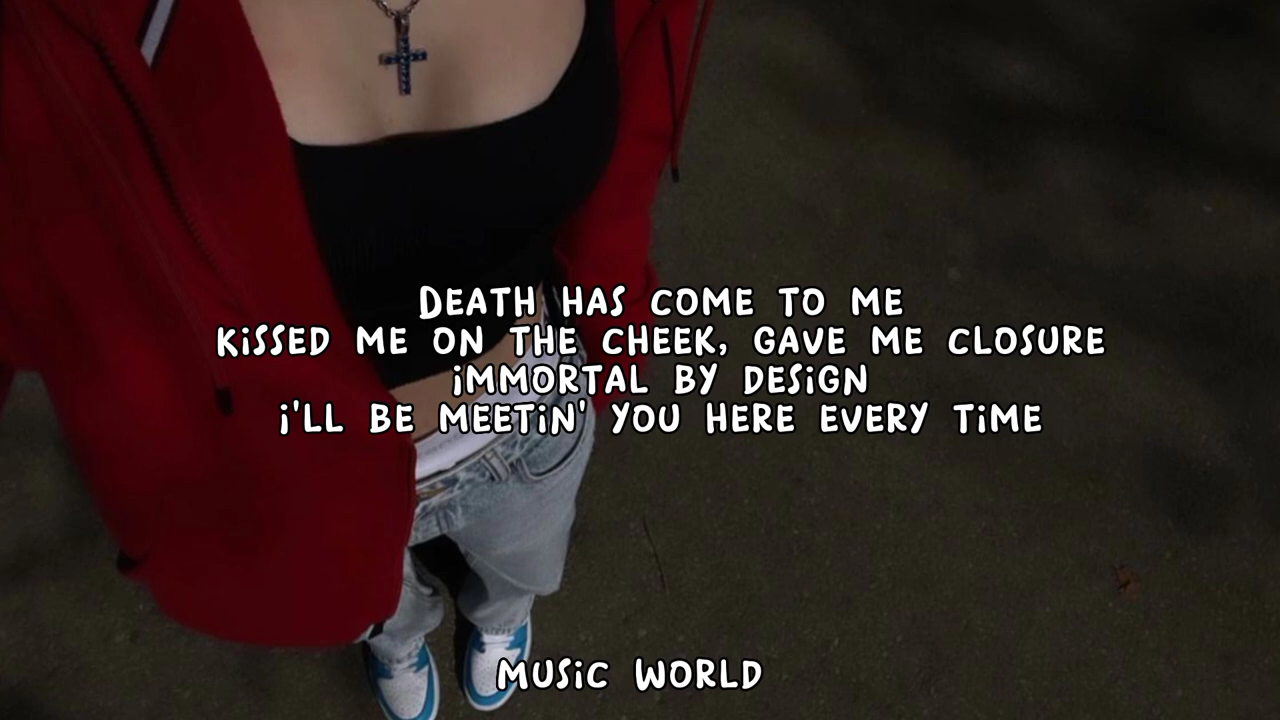 DEATH HAS COME TO ME
KiSSED ME ON THE CHEEK, GAVE ME CLOSURE
iMMORTAL BY DESiGN
i'LL BE MEETiN' YOU HERE EVERY TiME
MUSiC WORLD